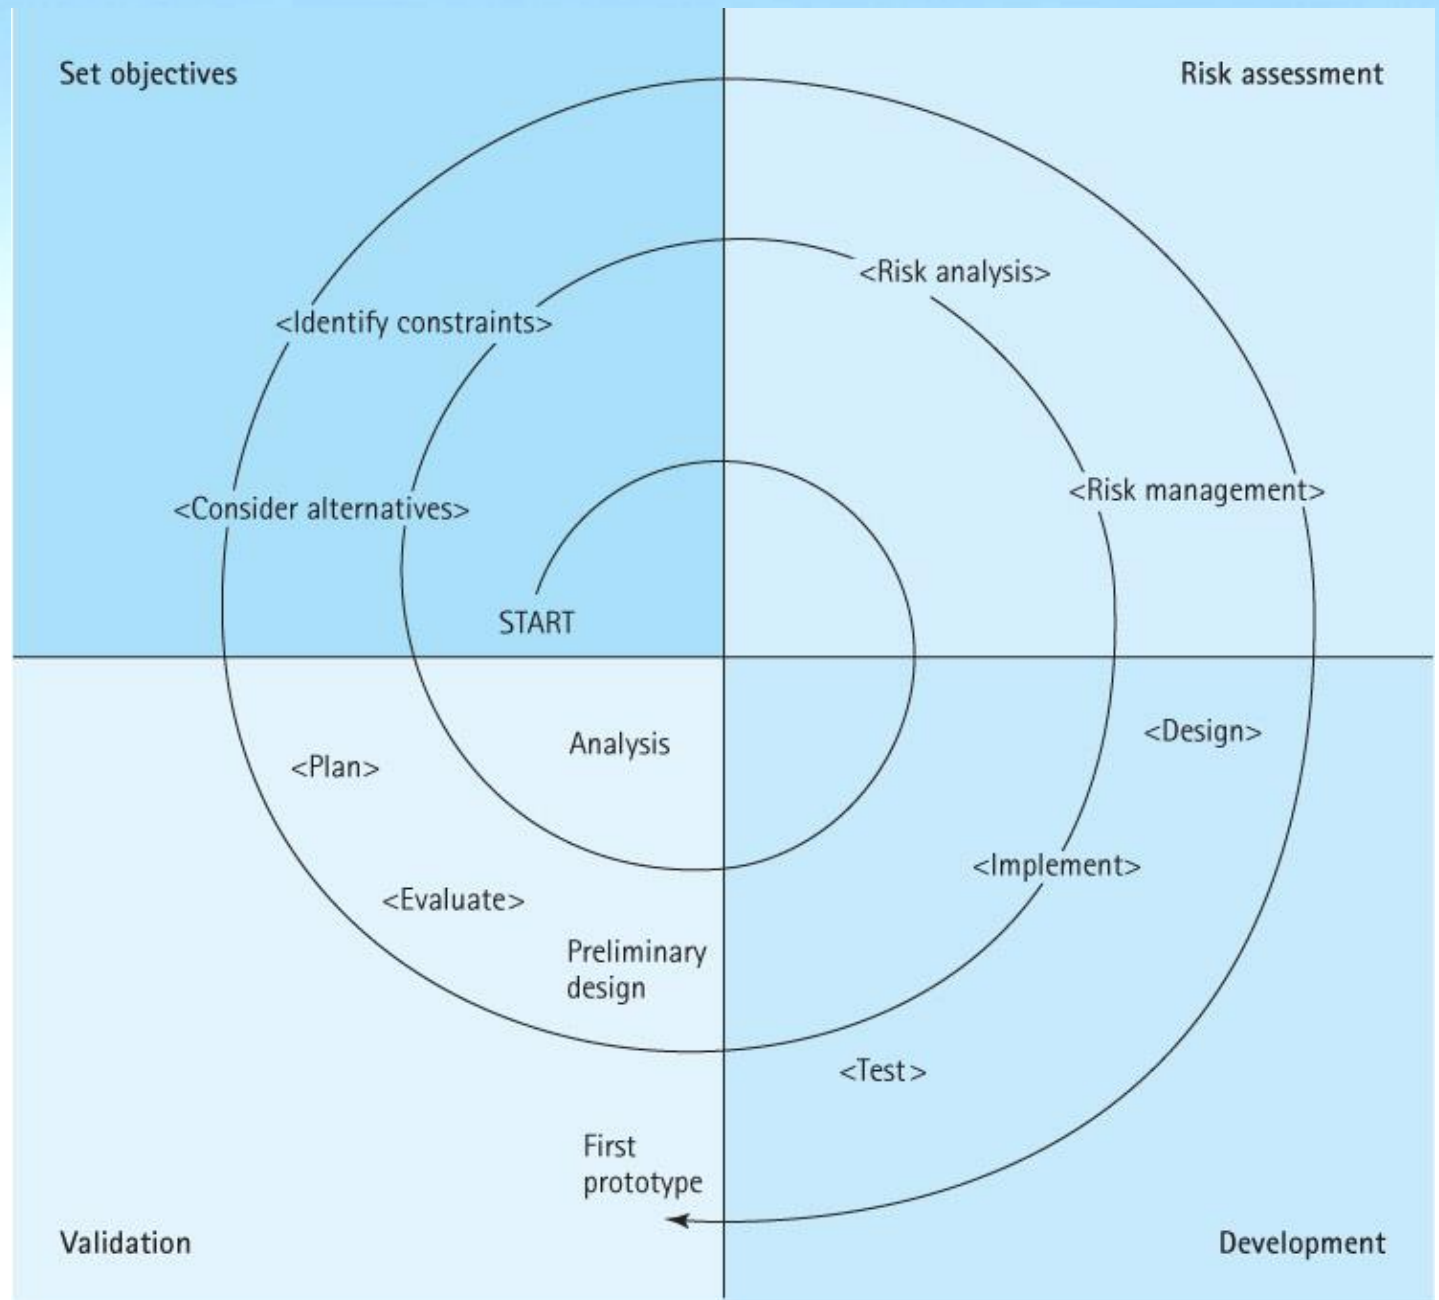 Set objectives
Risk assessment
<Risk analysis>
<Identify constraints>
<Risk management>
<Consider alternatives>
START
<Design>
Analysis
<Plan>
<Implement>
<Evaluate>
Preliminary
design
<Test>
First
prototype
Validation
Development